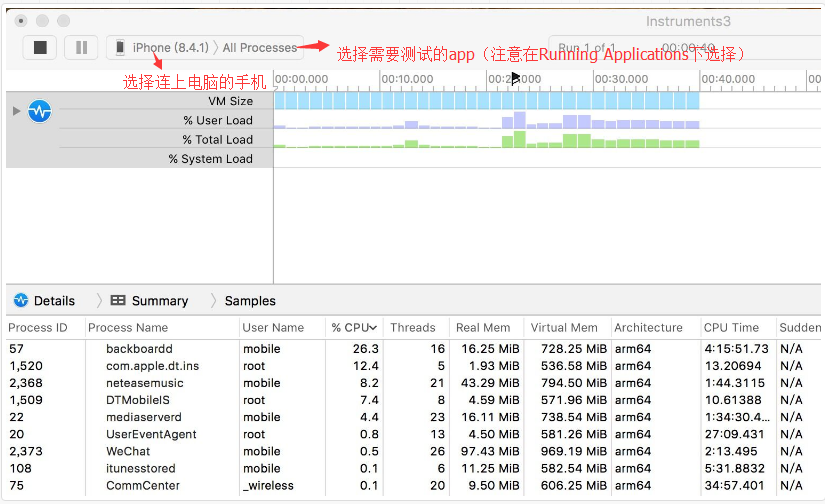 Instruments3
iPhone (8.4.1) 〉All Processes
选择需要测试的app（注意在Running Applications下选择）
Run 1 of 1
00:00:40
选择连上电脑的手机
00:00.000 00:10.000 00:20.000 00:30.000 00:40.000 00
VM Size
% User Load
% Total Load
% System Load
Details 〉 Summary 〉 Samples
Process ID Process Name User Name % CPU Threads Real Mem Virtual Mem Architecture CPU Time Sudden
57 backboardd mobile 26.3 16 16.25 MiB 728.25 MiB arm64 4:15:51.73 N/A
1,520 com.apple.dt.ins root 12.4 5 1.93 MiB 536.58 MiB arm64 13.20694 N/A
2,368 neteasemusic mobile 8.2 21 43.29 MiB 794.50 MiB arm64 1:44.3115 N/A
1,509 DTMobileIS root 7.4 8 4.59 MiB 571.96 MiB arm64 10.61388 N/A
22 mediaserverd mobile 4.4 23 16.11 MiB 738.54 MiB arm64 1:34:30.4... N/A
20 UserEventAgent root 0.8 13 4.50 MiB 581.26 MiB arm64 27:09.431 N/A
2,373 WeChat mobile 0.5 26 97.43 MiB 969.19 MiB arm64 2:13.495 N/A
108 itunesstored mobile 0.1 6 11.25 MiB 582.54 MiB arm64 5:31.8832 N/A
75 CommCenter _wireless 0.1 20 9.50 MiB 606.25 MiB arm64 34:57.401 N/A